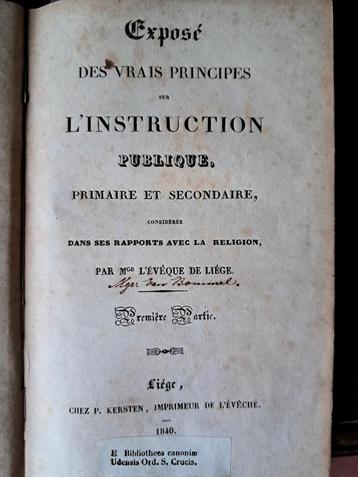 Exposé
DES VRAIS PRINCIPES
SUR
L'INSTRUCTION
PUBLIQUE,
PRIMAIRE ET SECONDAIRE,
CONSIDÉRÉE
DANS SES RAPPORTS AVEC LA RELIGION,
PAR MGR L'ÉVÊQUE DE LIÉGE.
Mgr. Van Bommel.
Première Partie.
Liége,
CHEZ P. KERSTEN, IMPRIMEUR DE L'ÉVÊCHÉ.
1840.
E Bibliotheca canoniæ
Udensis Ord. S. Crucis.